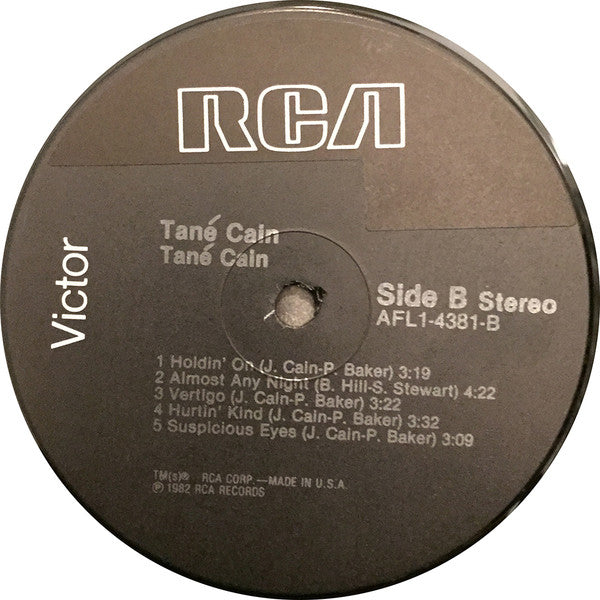 RCA
Victor
Tané Cain
Tané Cain
Side B Stereo
AFL1-4381-B
1 Holdin' On (J. Cain-P. Baker) 3:19
2 Almost Any Night (B. Hill-S. Stewart) 4:22
3 Vertigo (J. Cain-P. Baker) 3:22
4 Hurtin' Kind (J. Cain-P. Baker) 3:32
5 Suspicious Eyes (J. Cain-P. Baker) 3:09
TM(s)® RCA CORP.—MADE IN U.S.A.
℗ 1982 RCA RECORDS